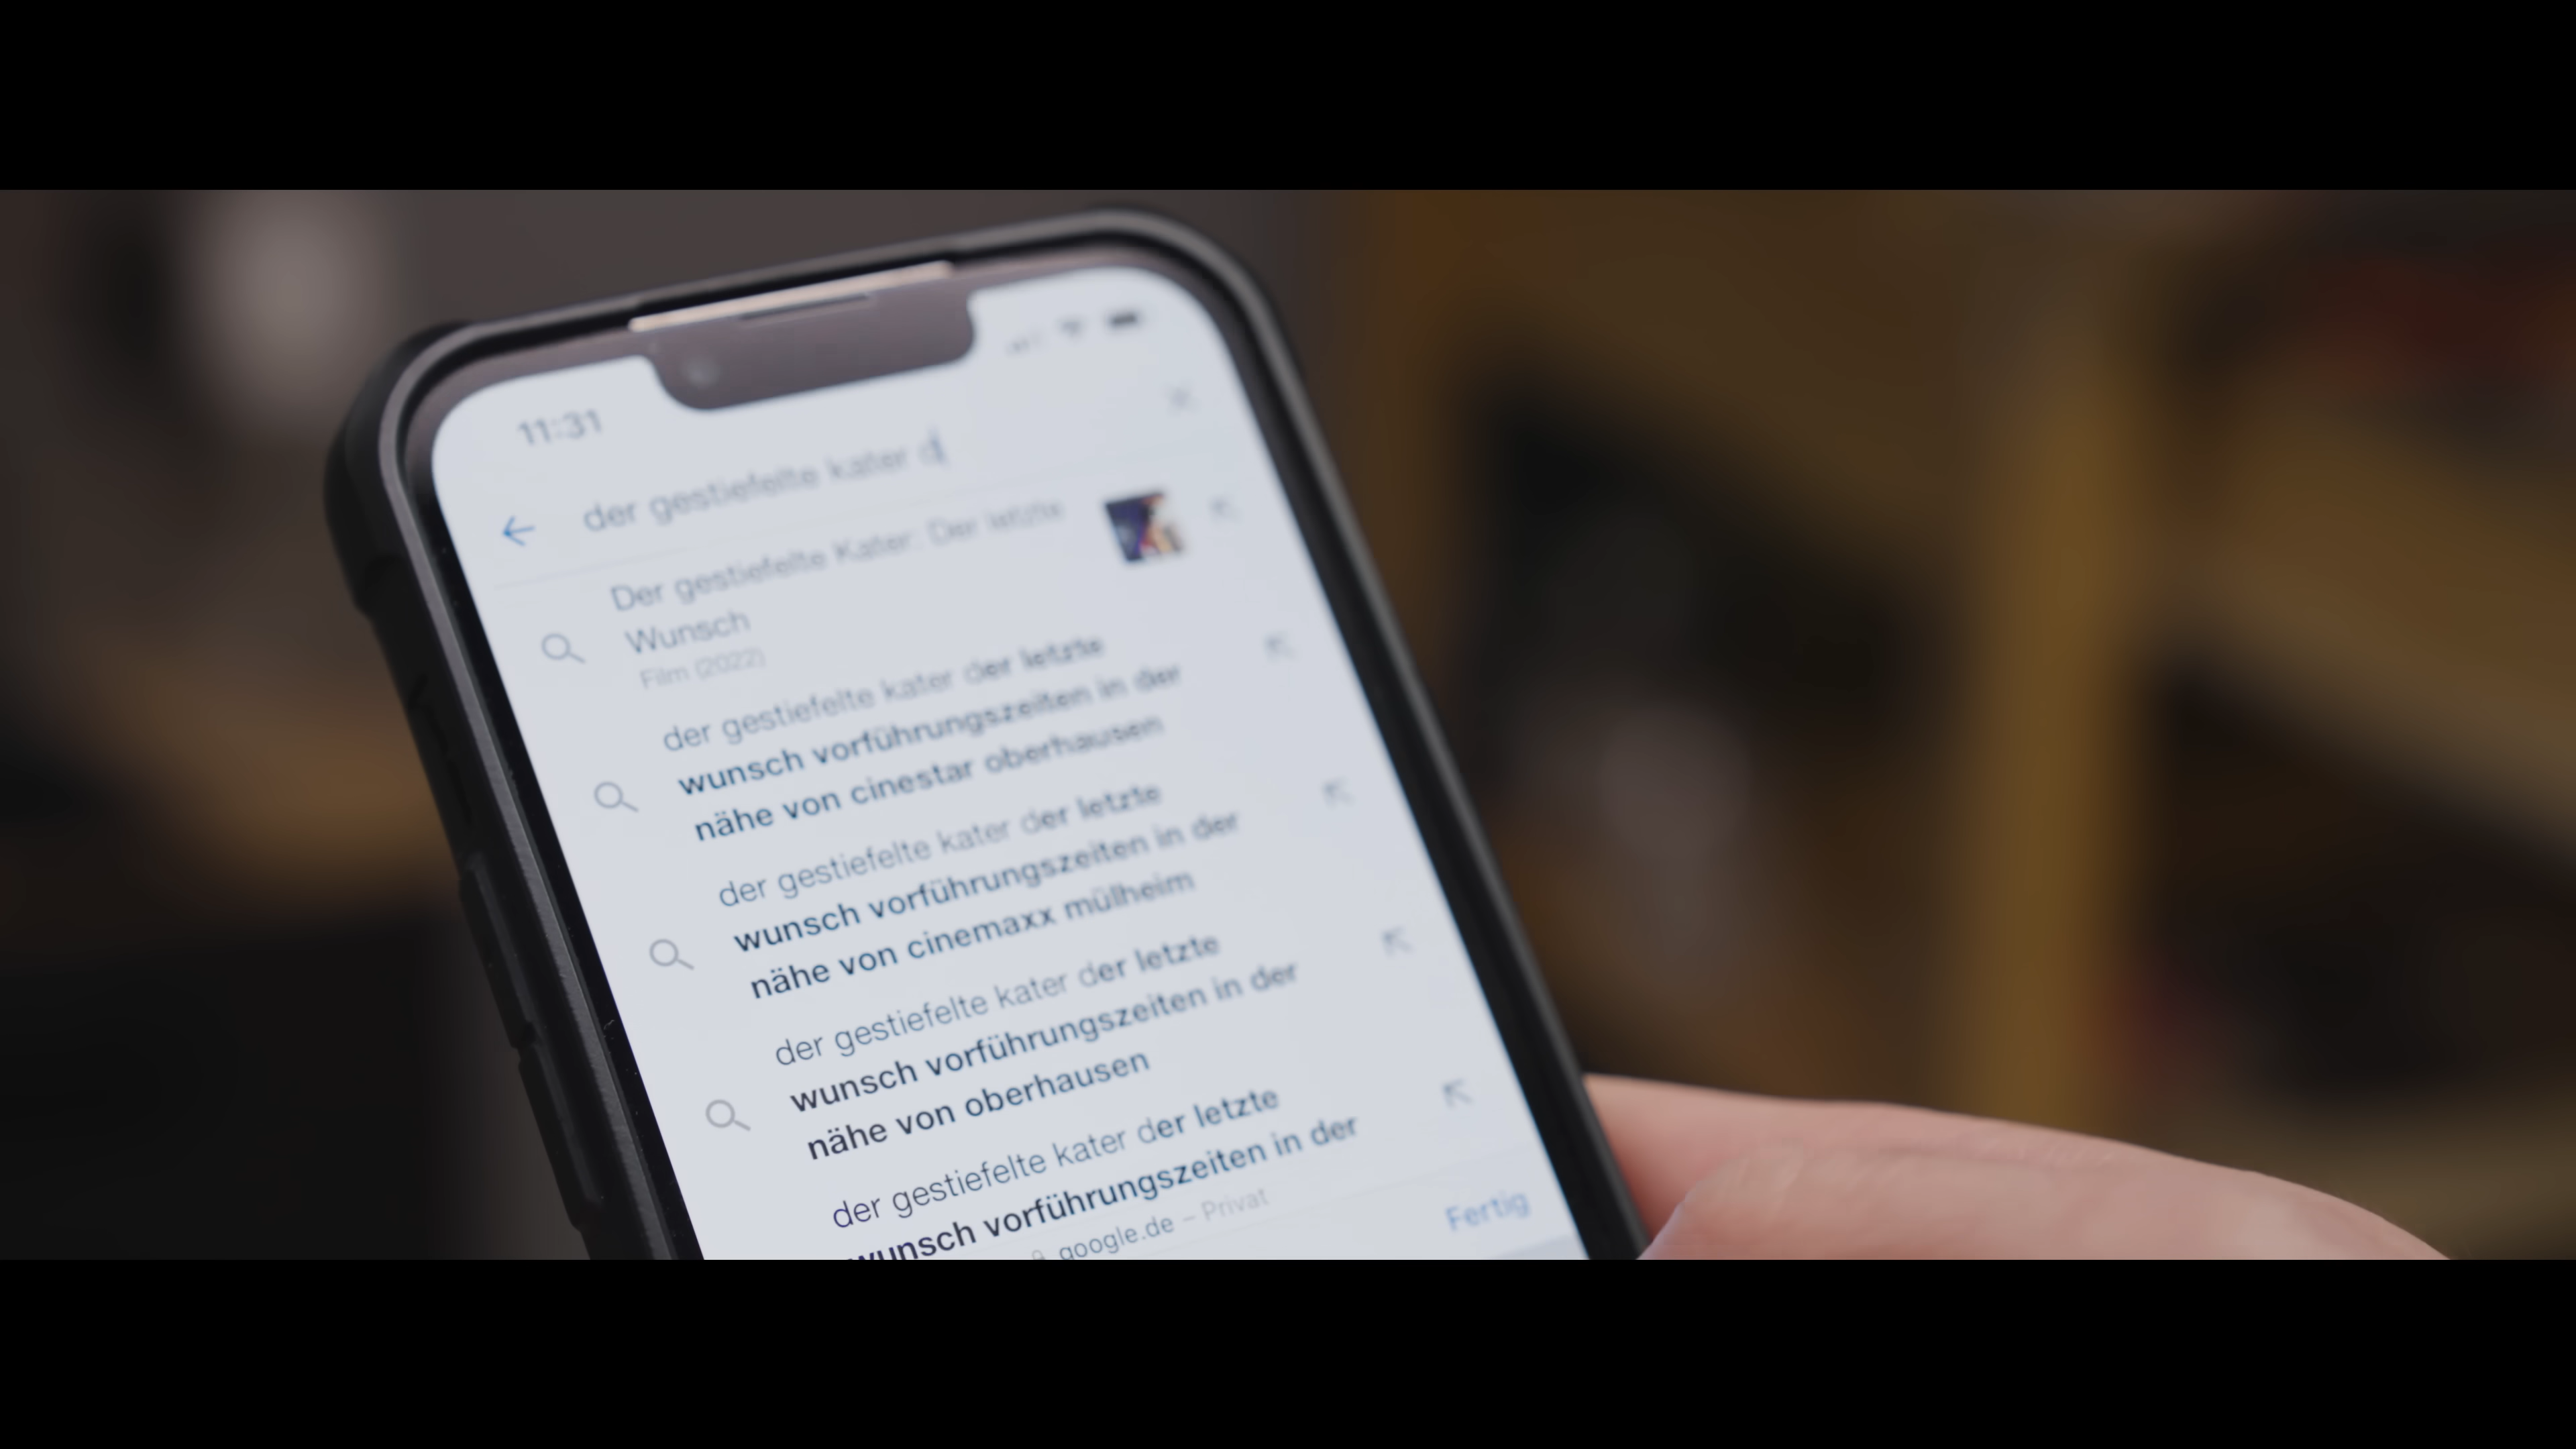 11:31
der gestiefelte kater d
Der gestiefelte Kater: Der letzte
Wunsch
Film (2022)
der gestiefelte kater der letzte
wunsch vorführungszeiten in der
nähe von cinestar oberhausen
der gestiefelte kater der letzte
wunsch vorführungszeiten in der
nähe von cinemaxx mülheim
der gestiefelte kater der letzte
wunsch vorführungszeiten in der
nähe von oberhausen
der gestiefelte kater der letzte
wunsch vorführungszeiten in der
google.de – Privat
Fertig